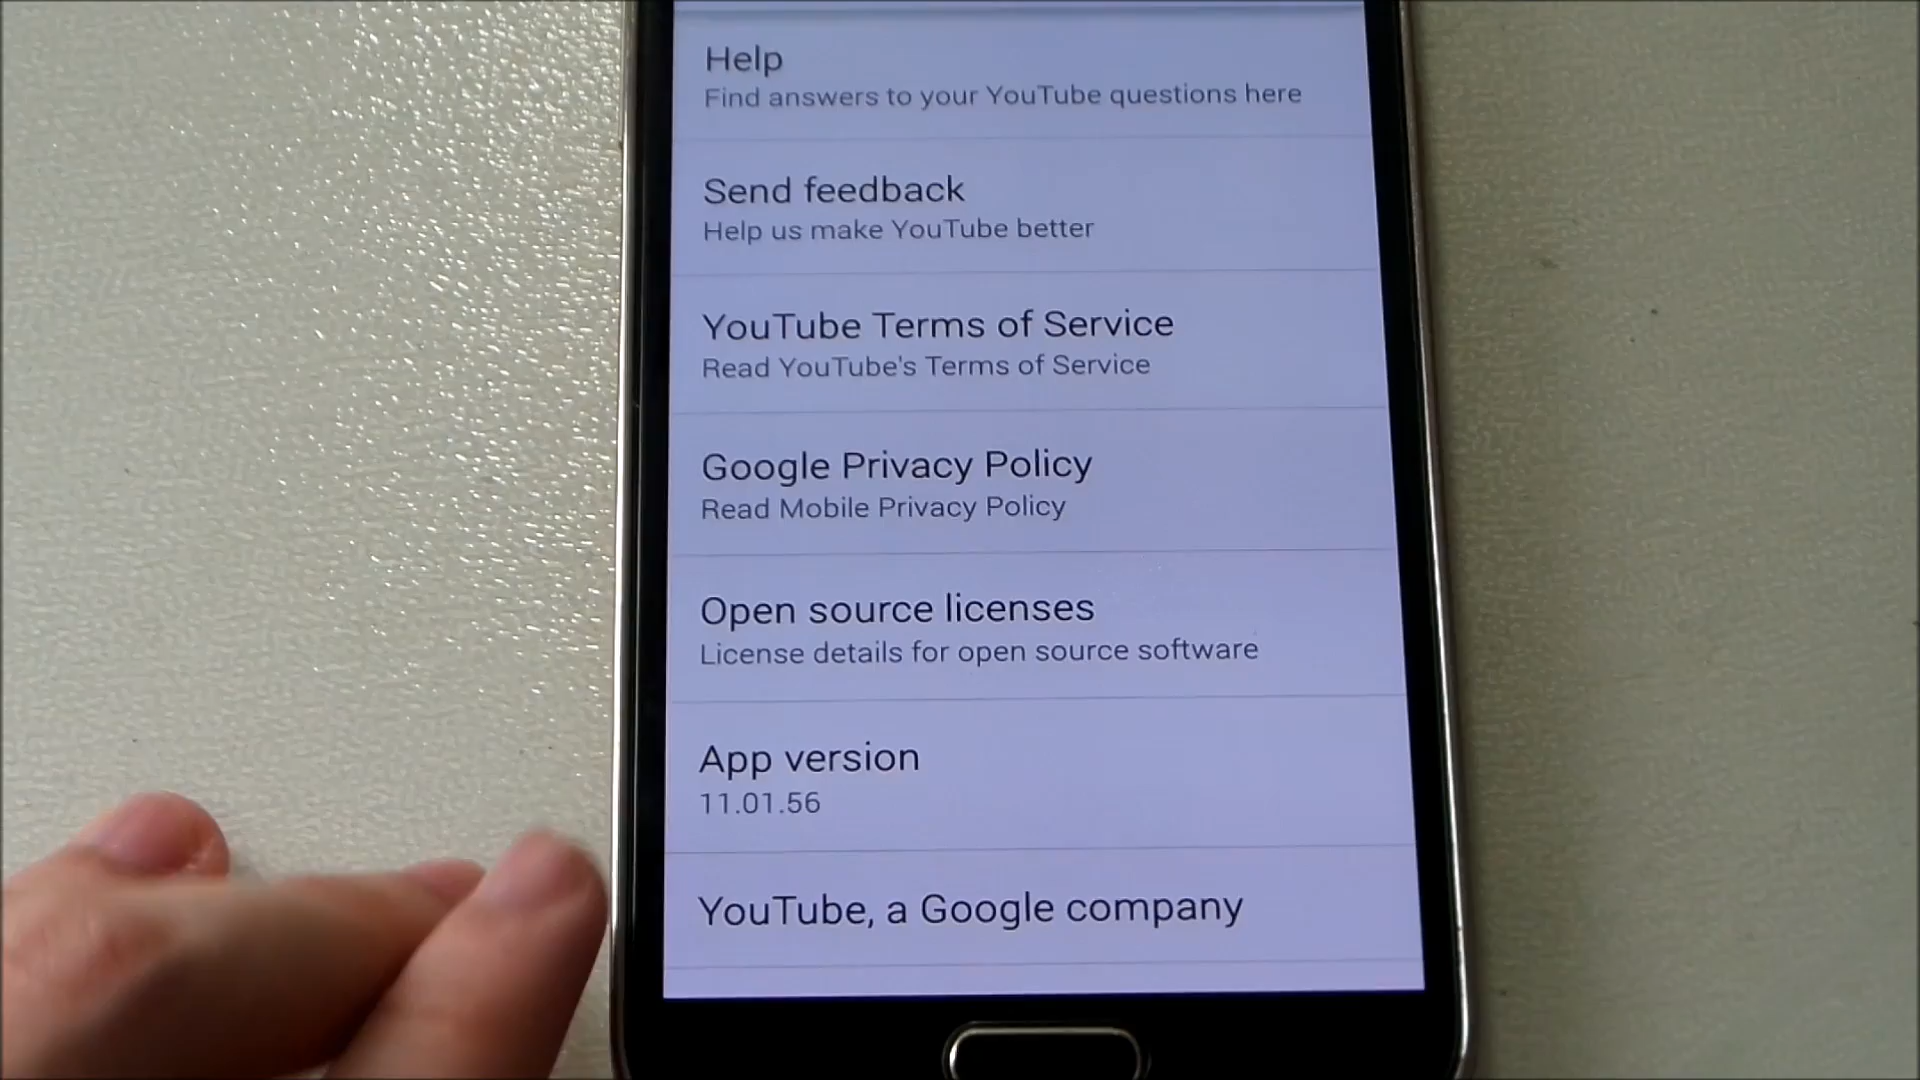 Help
Find answers to your YouTube questions here
Send feedback
Help us make YouTube better
YouTube Terms of Service
Read YouTube's Terms of Service
Google Privacy Policy
Read Mobile Privacy Policy
Open source licenses
License details for open source software
App version
11.01.56
YouTube, a Google company